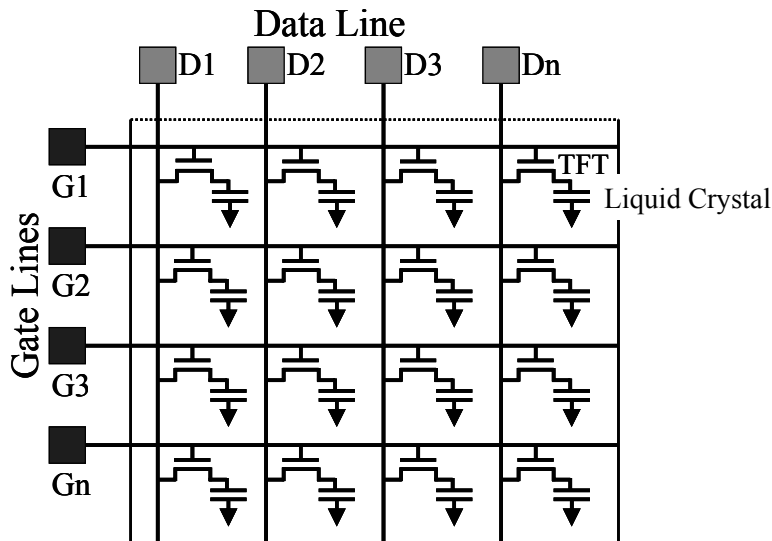 Data Line
D1 D2 D3 Dn
G1
TFT
Liquid Crystal
Gate Lines
G2
G3
Gn